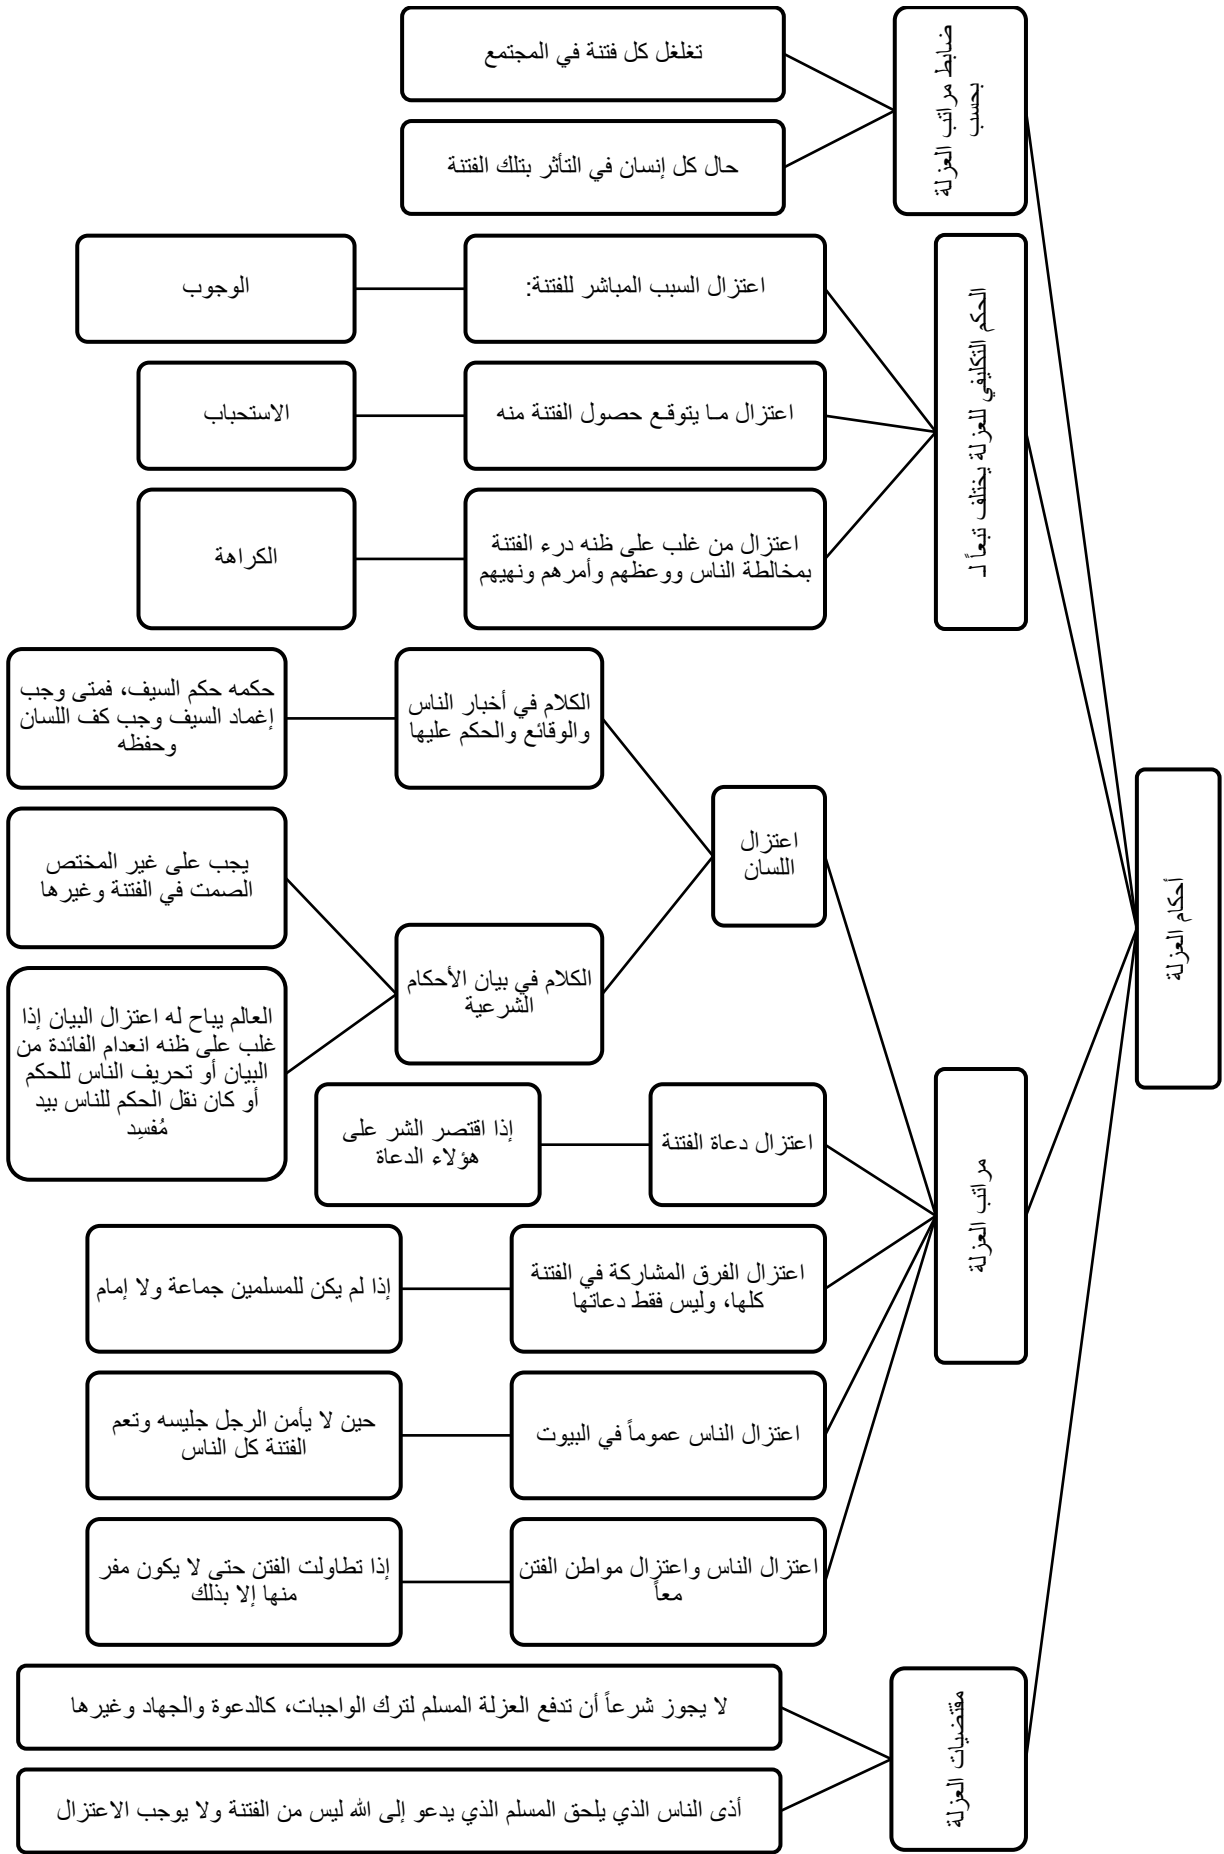 أحكام العزلة
ضابط مراتب العزلة
بحسب
تغلغل كل فتنة في المجتمع
حال كل إنسان في التأثر بتلك الفتنة
الحكم التكليفي للعزلة يختلف تبعاً لـ
اعتزال السبب المباشر للفتنة:
الوجوب
اعتزال ما يتوقع حصول الفتنة منه
الاستحباب
اعتزال من غلب على ظنه درء الفتنة
بمخالطة الناس ووعظهم وأمرهم ونهيهم
الكراهة
مراتب العزلة
اعتزال
اللسان
الكلام في أخبار الناس
والوقائع والحكم عليها
حكمه حكم السيف، فمتى وجب
إغماد السيف وجب كف اللسان
وحفظه
الكلام في بيان الأحكام
الشرعية
يجب على غير المختص
الصمت في الفتنة وغيرها
العالم يباح له اعتزال البيان إذا
غلب على ظنه انعدام الفائدة من
البيان أو تحريف الناس للحكم
أو كان نقل الحكم للناس بيد
مُفسِد
اعتزال دعاة الفتنة
إذا اقتصر الشر على
هؤلاء الدعاة
اعتزال الفرق المشاركة في الفتنة
كلها، وليس فقط دعاتها
إذا لم يكن للمسلمين جماعة ولا إمام
اعتزال الناس عموماً في البيوت
حين لا يأمن الرجل جليسه وتعم
الفتنة كل الناس
اعتزال الناس واعتزال مواطن الفتن
معاً
إذا تطاولت الفتن حتى لا يكون مفر
منها إلا بذلك
مقتضيات العزلة
لا يجوز شرعاً أن تدفع العزلة المسلم لترك الواجبات، كالدعوة والجهاد وغيرها
أذى الناس الذي يلحق المسلم الذي يدعو إلى الله ليس من الفتنة ولا يوجب الاعتزال